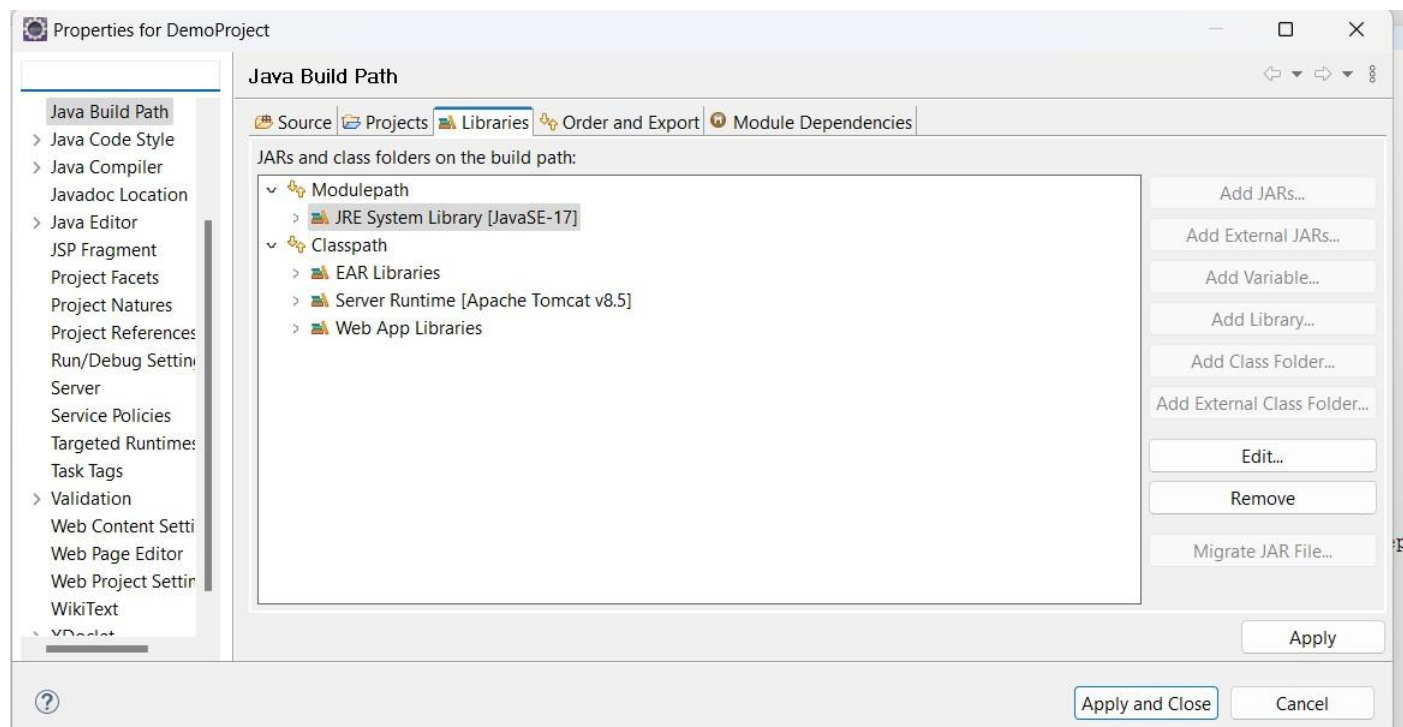 Properties for DemoProject
Java Build Path
Java Code Style
Java Compiler
Javadoc Location
Java Editor
JSP Fragment
Project Facets
Project Natures
Project References
Run/Debug Settin
Server
Service Policies
Targeted Runtimes
Task Tags
Validation
Web Content Setti
Web Page Editor
Web Project Settin
WikiText
XDoclet
Java Build Path
Source Projects Libraries Order and Export Module Dependencies
JARs and class folders on the build path:
Modulepath
JRE System Library [JavaSE-17]
Classpath
EAR Libraries
Server Runtime [Apache Tomcat v8.5]
Web App Libraries
Add JARs...
Add External JARs...
Add Variable...
Add Library...
Add Class Folder...
Add External Class Folder...
Edit...
Remove
Migrate JAR File...
Apply
Apply and Close
Cancel